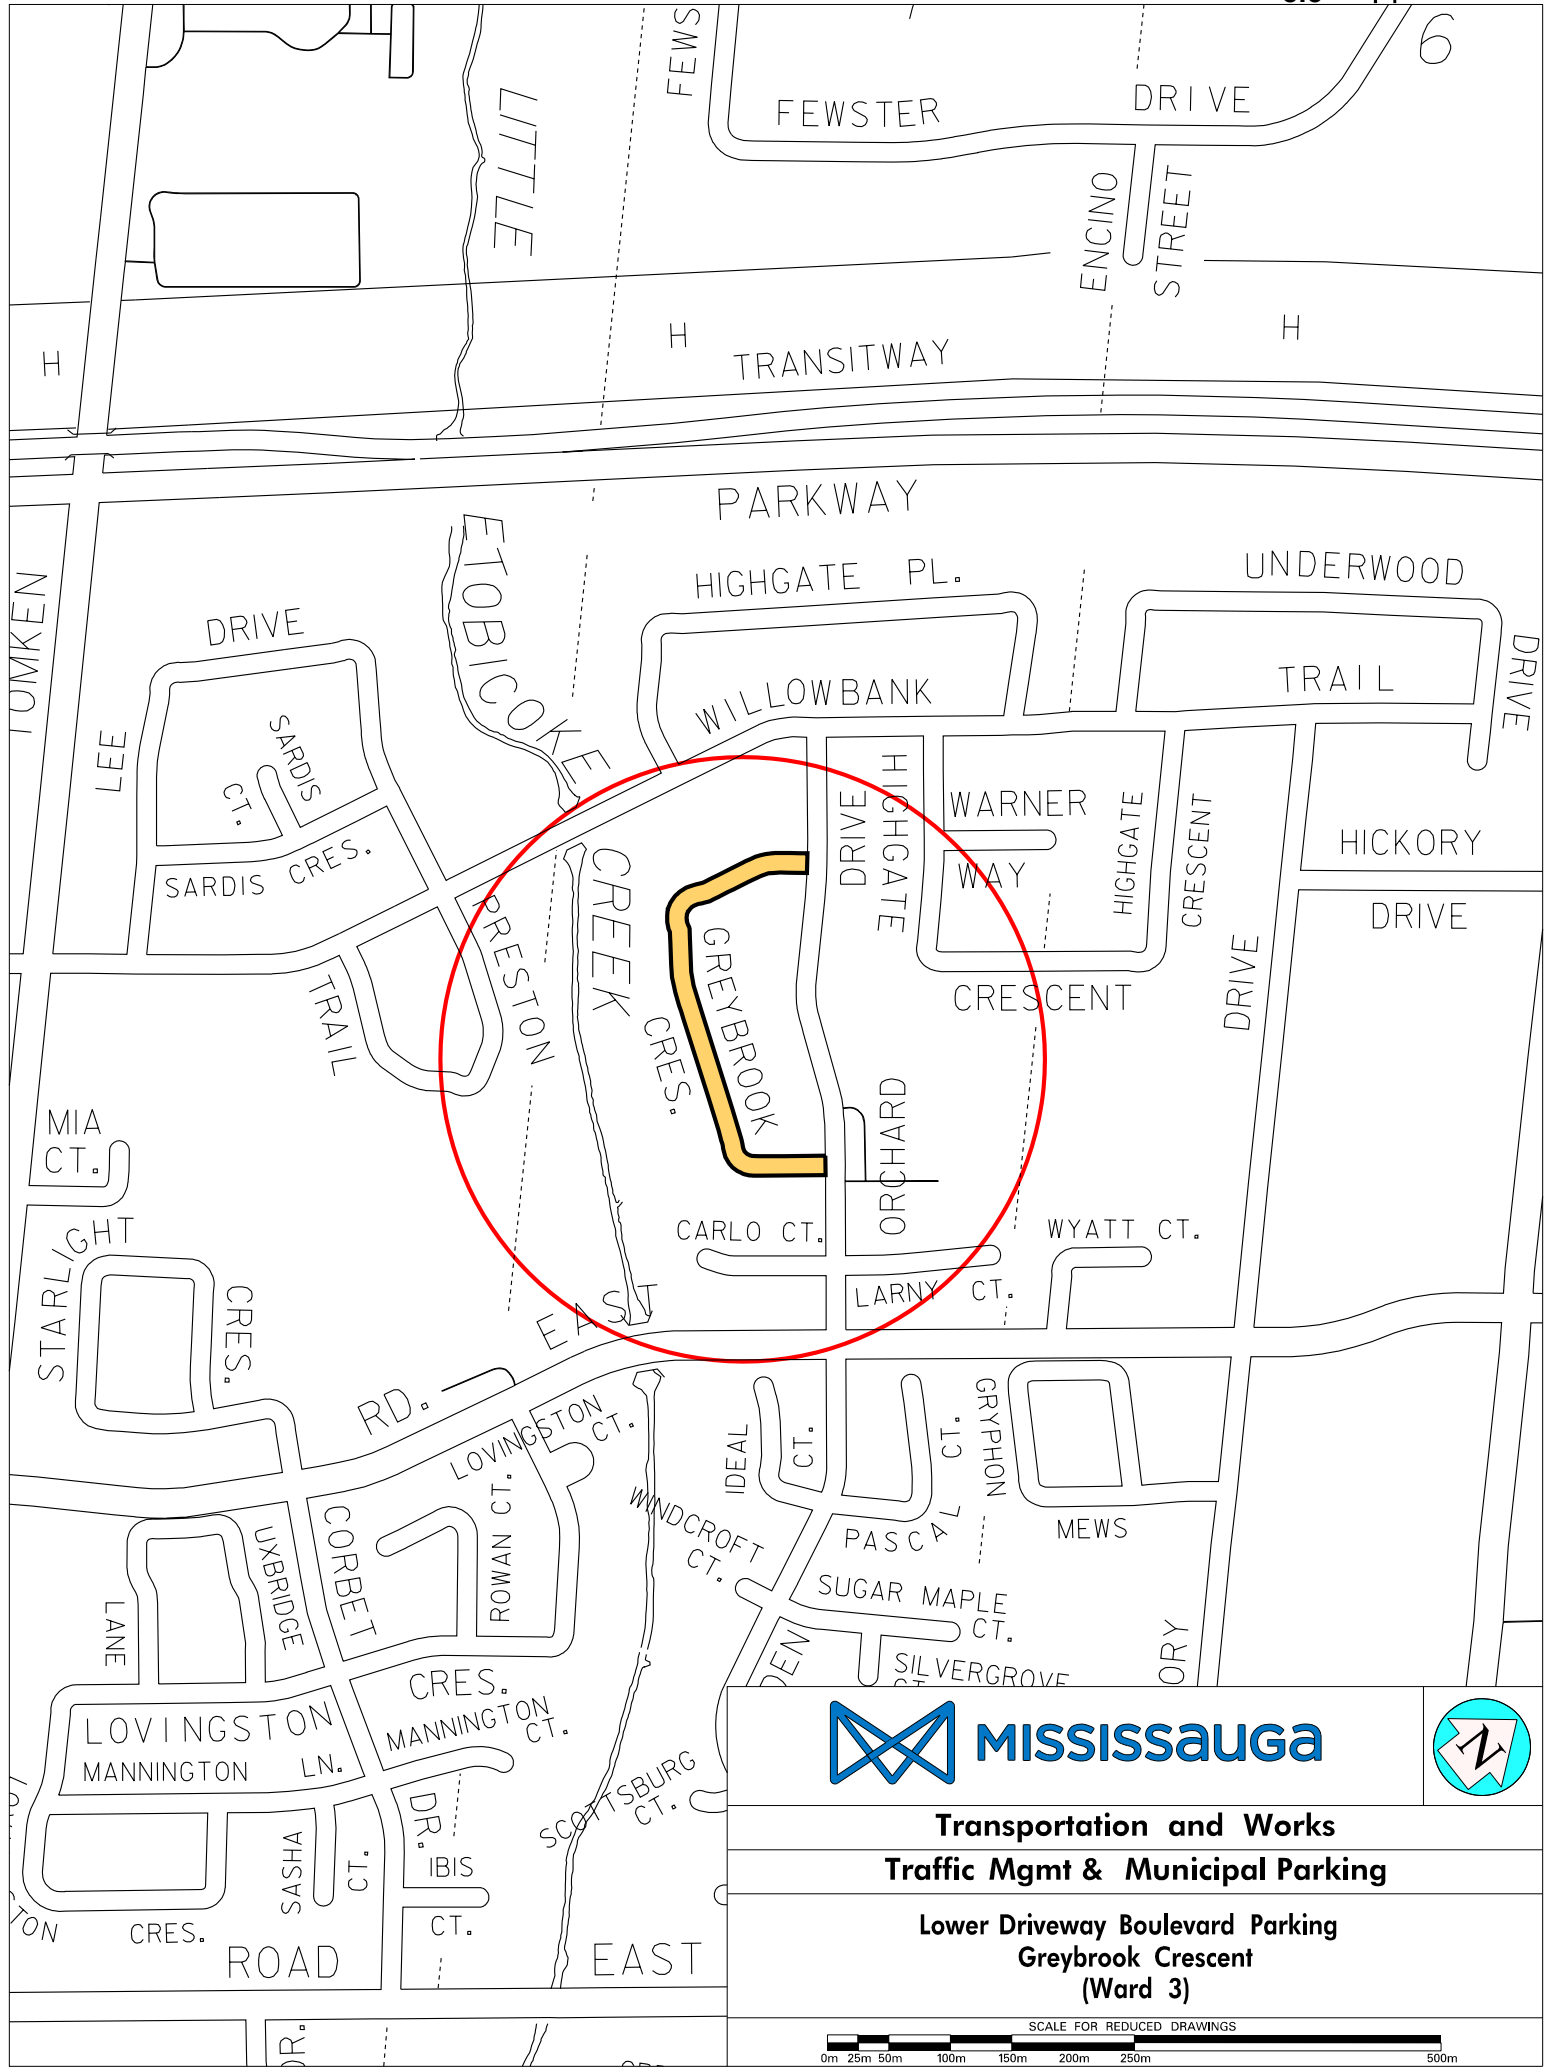 6
FEWS
FEWSTER DRIVE
LITTLE
ENCINO
STREET
H
H
H
TRANSITWAY
PARKWAY
ETOBICOKE
HIGHGATE PL.
UNDERWOOD
DRIVE
TOMKEN
DRIVE
LEE
SARDIS
CT.
SARDIS CRES.
WILLOWBANK
TRAIL
DRIVE
HIGHGATE
WARNER
WAY
HIGHGATE
CRESCENT
HICKORY
DRIVE
CREEK
PRESTON
TRAIL
GREYBROOK
CRES.
CRESCENT
DRIVE
MIA
CT.
ORCHARD
STARLIGHT
CRES.
CARLO CT.
WYATT CT.
LARNY CT.
EAST
RD.
LOVINGSTON
CT.
IDEAL
CT.
CT.
GRYPHON
WINDCROFT
CT.
PASCAL
MEWS
ROWAN CT.
CORBET
UXBRIDGE
LANE
SUGAR MAPLE
CT.
DEN
SILVERGROVE
ORY
CRES.
LOVINGSTON
MANNINGTON
CT.
MANNINGTON LN.
SCOTTSBURG
CT.
DR.
SASHA
CT.
IBIS
CT.
TON
CRES.
ROAD EAST
DR.
MISSISSauGa
N
Transportation and Works
Traffic Mgmt & Municipal Parking
Lower Driveway Boulevard Parking
Greybrook Crescent
(Ward 3)
SCALE FOR REDUCED DRAWINGS
0m 25m 50m 100m 150m 200m 250m 500m